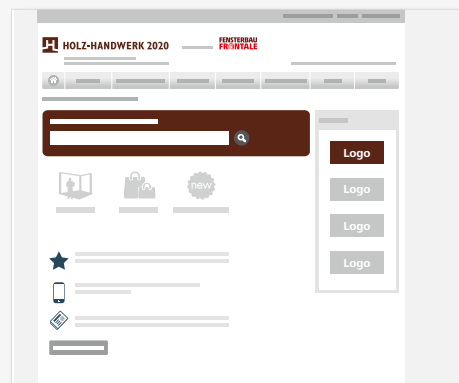 HOLZ-HANDWERK 2020
FENSTERBAU
FRONTALE
new
Logo
Logo
Logo
Logo